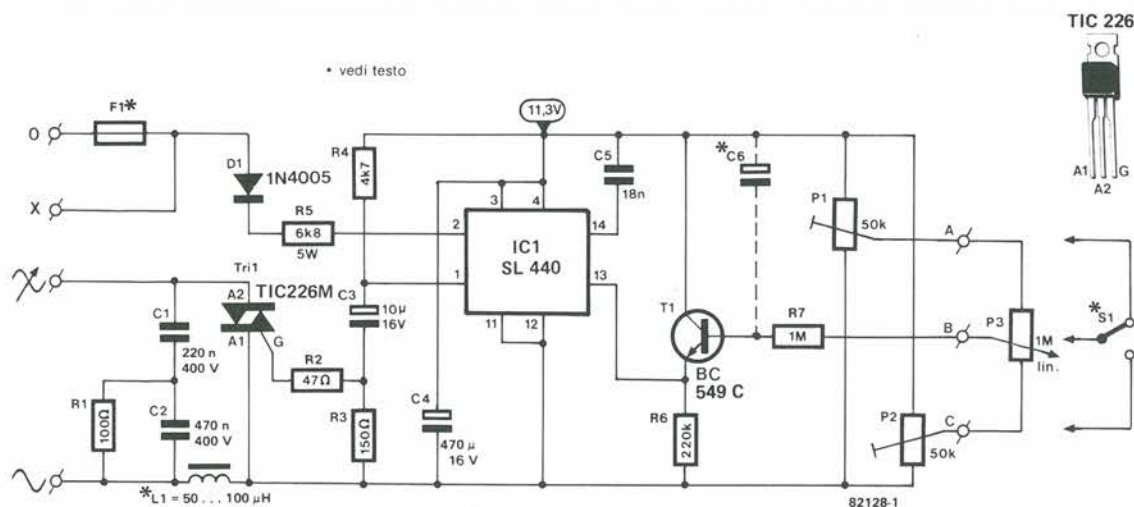 TIC 226
A1
A2
G
* vedi testo
F1*
O
X
D1
1N4005
R5
6k8
5W
R4
4k7
11,3V
C5
18n
*C6
P1
50k
A
3
4
2
14
IC1
SL 440
1
13
11
12
Tri1
A2
TIC226M
A1
G
C1
220 n
400 V
C3
10µ
16V
R2
47Ω
T1
BC
549 C
R7
1M
B
P3
1M
lin.
*S1
R1
100Ω
C2
470 n
400 V
R3
150Ω
C4
470 µ
16 V
R6
220k
P2
50k
C
*L1 = 50 ... 100 µH
82128-1